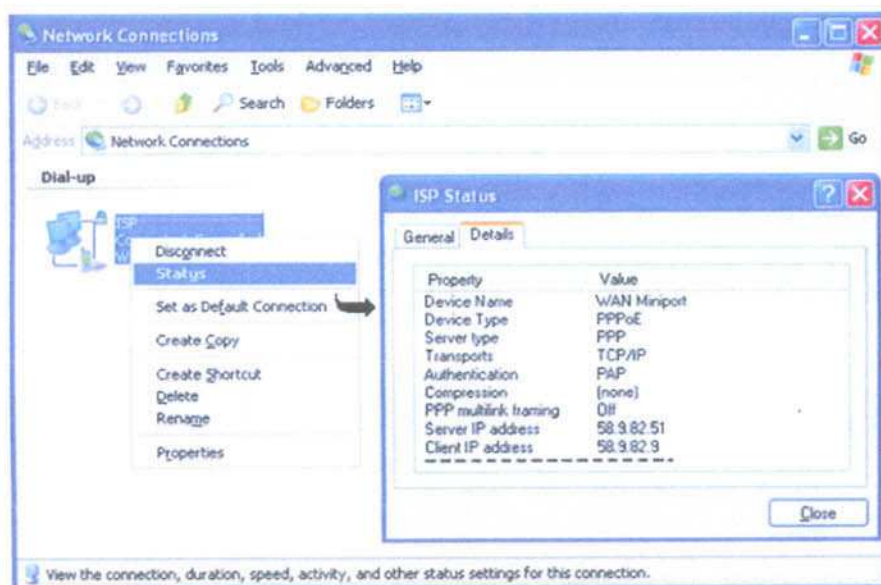 Network Connections
File Edit View Favorites Tools Advanced Help
Back Search Folders
Address Network Connections Go
Dial-up
ISP
Disconnect
Status
Set as Default Connection
Create Copy
Create Shortcut
Delete
Rename
Properties
ISP Status
General Details
Property Value
Device Name WAN Miniport
Device Type PPPoE
Server type PPP
Transports TCP/IP
Authentication PAP
Compression (none)
PPP multilink framing Off
Server IP address 58.9.82.51
Client IP address 58.9.82.9
Close
View the connection, duration, speed, activity, and other status settings for this connection.